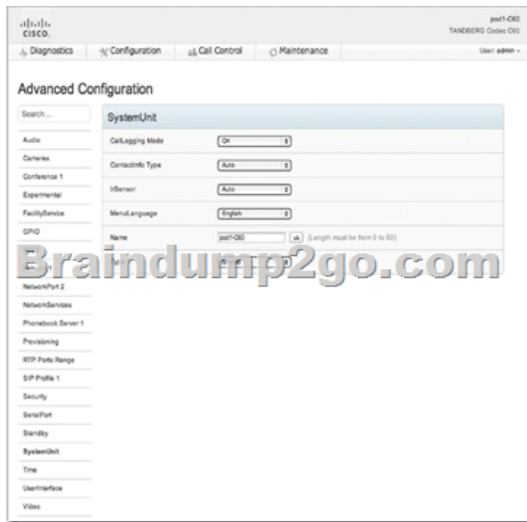 CISCO.
pod1-C60
TANDBERG Codec C60
Diagnostics
Configuration
Call Control
Maintenance
User: admin
Advanced Configuration
Search ...
SystemUnit
Audio
CallLogging Mode
On
Cameras
ContactInfo Type
Auto
Conference 1
Experimental
IrSensor
Auto
FacilityService
MenuLanguage
English
GPIO
Name
pod1-C60
ok
(Length must be from 0 to 50)
Braindump2go.com
NetworkPort 2
NetworkServices
Phonebook Server 1
Provisioning
RTP Ports Range
SIP Profile 1
Security
SerialPort
Standby
SystemUnit
Time
UserInterface
Video